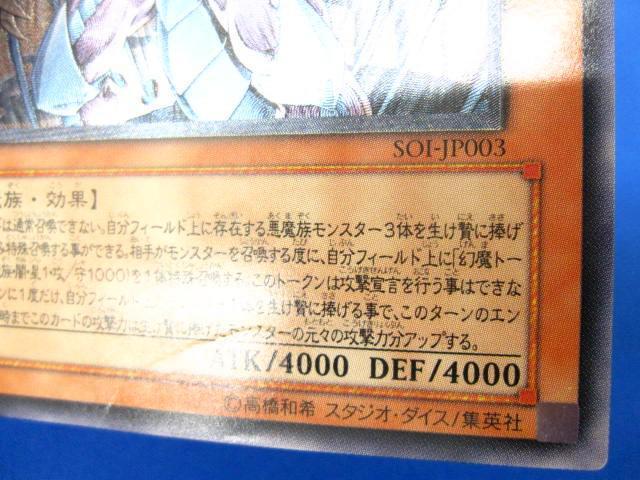 SOI-JP003
族・効果】
は通常召喚できない。自分フィールド上に存在する悪魔族モンスター3体を生け贄に捧げ
特殊召喚する事ができる。相手がモンスターを召喚する度に、自分フィールド上に「幻魔トー
族・闇・星1・攻/守1000)を1体特殊召喚する。このトークンは攻撃宣言を行う事はできな
ンに1度だけ、自分フィールド 体を生け贄に捧げる事で、このターンのエン
時までこのカードの攻撃力は生け贄に捧げたモンスターの元々の攻撃力分アップする。
ATK/4000 DEF/4000
©高橋和希 スタジオ・ダイス/集英社